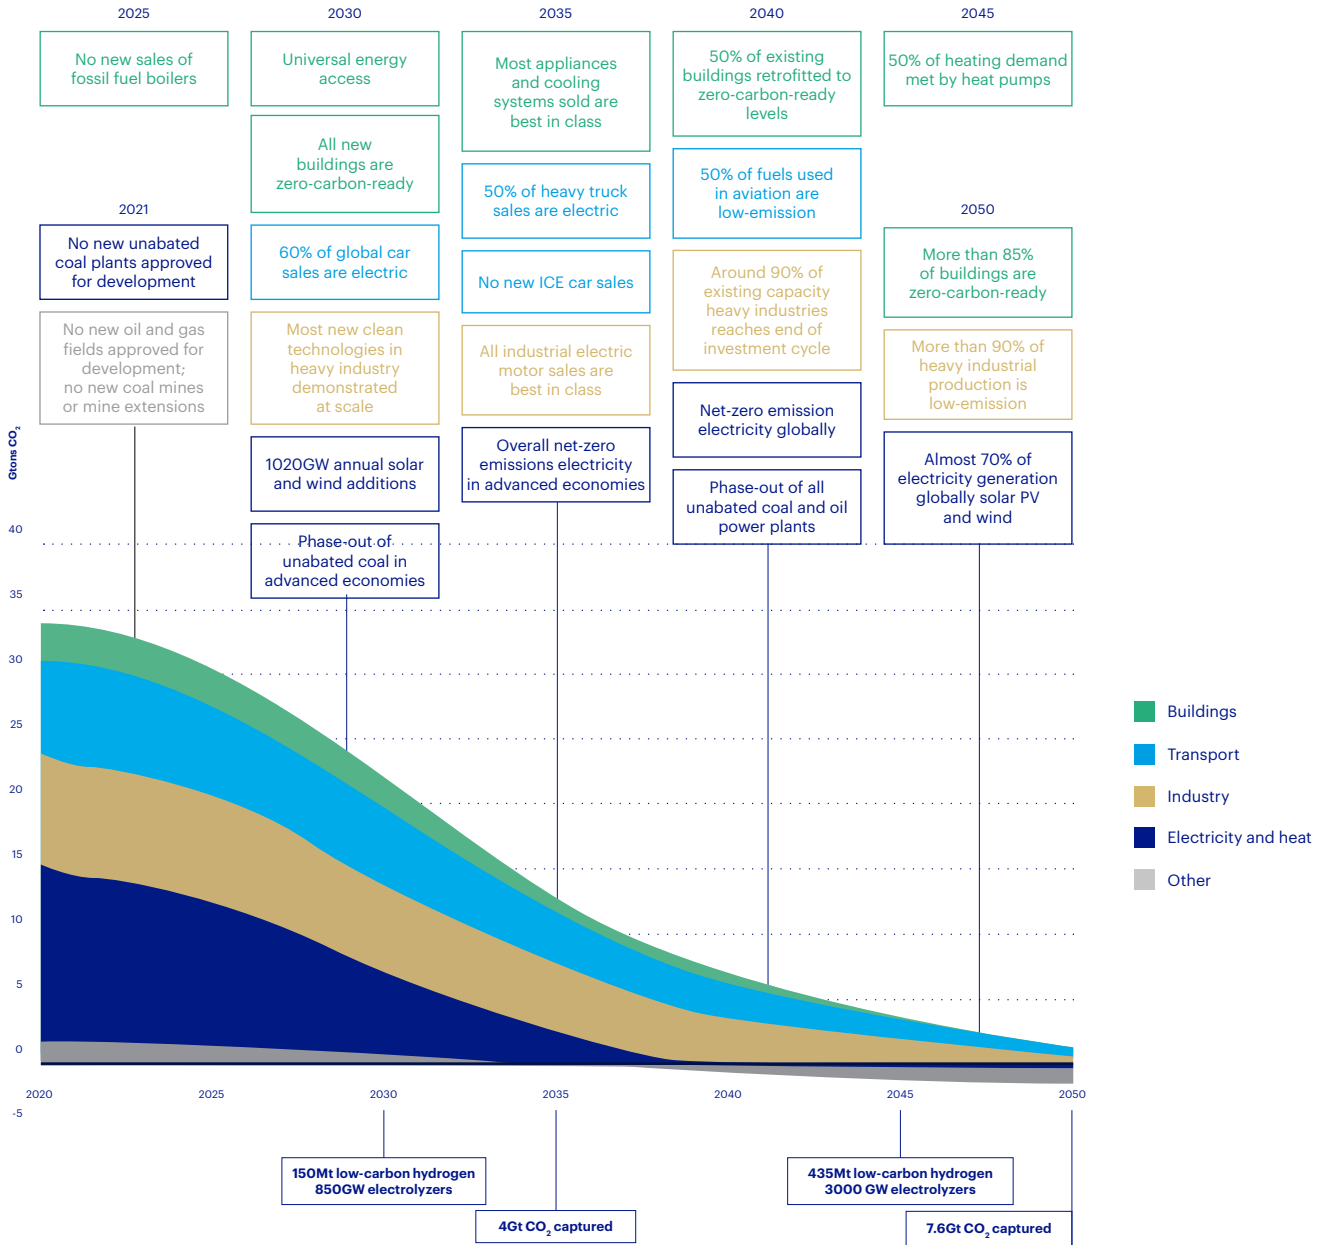 2025
No new sales of
fossil fuel boilers
2021
No new unabated
coal plants approved
for development
No new oil and gas
fields approved for
development;
no new coal mines
or mine extensions
2030
Universal energy
access
All new
buildings are
zero-carbon-ready
60% of global car
sales are electric
Most new clean
technologies in
heavy industry
demonstrated
at scale
1020GW annual solar
and wind additions
Phase-out of
unabated coal in
advanced economies
2035
Most appliances
and cooling
systems sold are
best in class
50% of heavy truck
sales are electric
No new ICE car sales
All industrial electric
motor sales are
best in class
Overall net-zero
emissions electricity
in advanced economies
2040
50% of existing
buildings retrofitted to
zero-carbon-ready
levels
50% of fuels used
in aviation are
low-emission
Around 90% of
existing capacity
heavy industries
reaches end of
investment cycle
Net-zero emission
electricity globally
Phase-out of all
unabated coal and oil
power plants
2045
50% of heating demand
met by heat pumps
2050
More than 85%
of buildings are
zero-carbon-ready
More than 90% of
heavy industrial
production is
low-emission
Almost 70% of
electricity generation
globally solar PV
and wind
Gtons CO₂
40
35
30
25
20
15
10
5
0
-5
2020
2025
2030
2035
2040
2045
2050
Buildings
Transport
Industry
Electricity and heat
Other
150Mt low-carbon hydrogen
850GW electrolyzers
4Gt CO₂ captured
435Mt low-carbon hydrogen
3000 GW electrolyzers
7.6Gt CO₂ captured